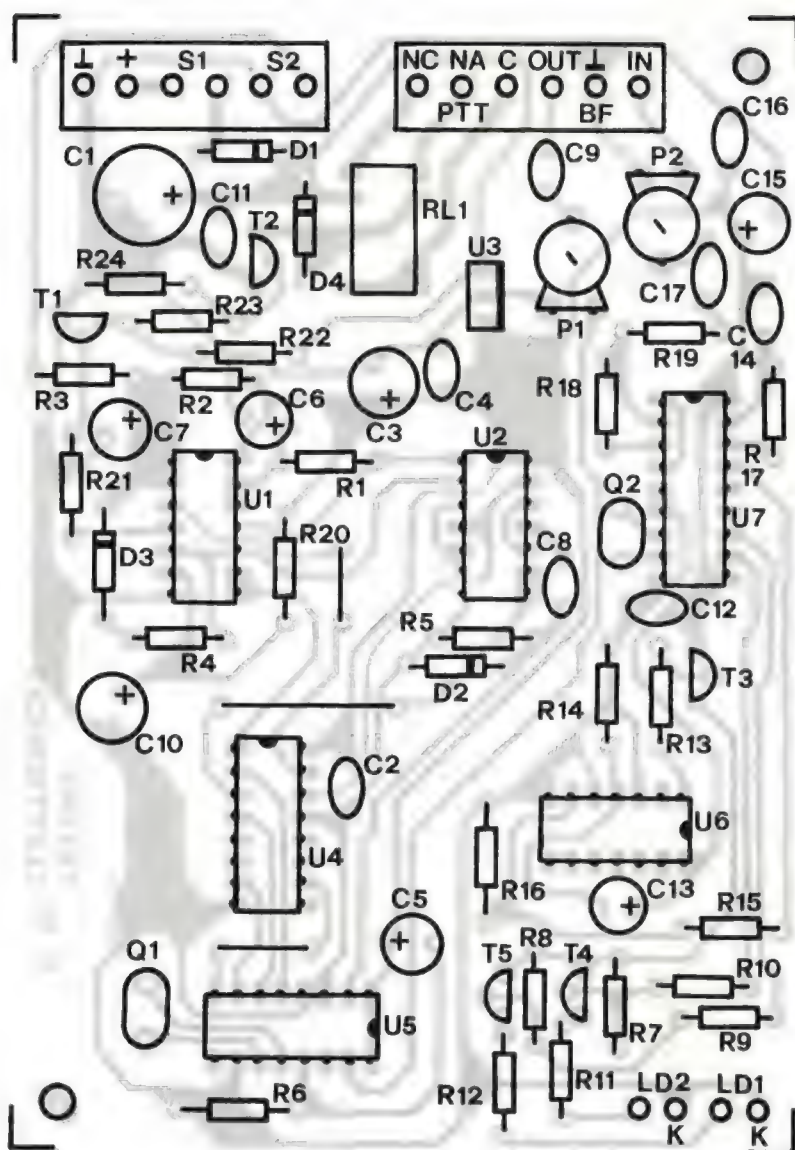 ⊥ + S1 S2
NC NA C OUT ⊥ IN
PTT BF
C16
C1
D1
C9
P2
C15
C11
T2
RL1
R24
D4
U3
C17
T1
R23
P1
C14
R22
R19
R3
R2
C6
C3
C4
R18
C7
U2
R17
R21
U1
R1
Q2
U7
D3
R20
C8
C12
R4
R5
D2
T3
C10
R14
R13
C2
U4
U6
R16
C13
C5
R15
Q1
T5
R8
T4
R10
U5
R7
R9
R6
R12
R11
LD2 LD1
K K